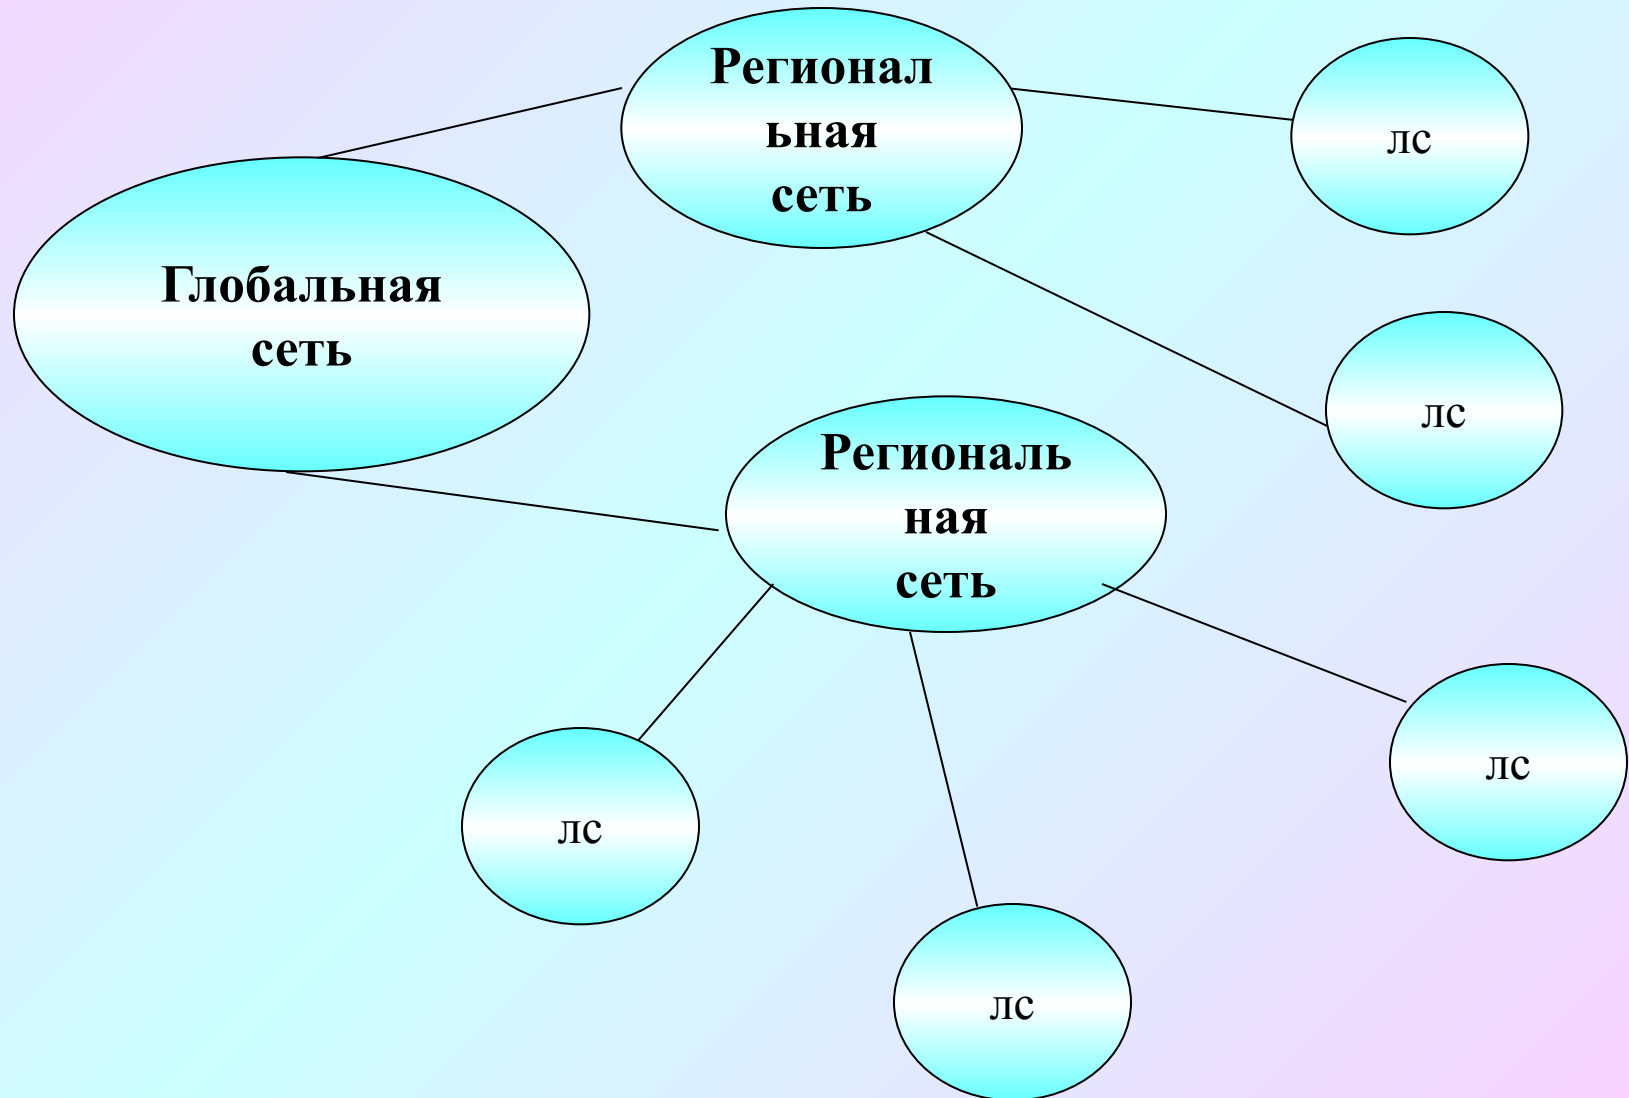 Регионал
ьная
сеть
лс
Глобальная
сеть
лс
Региональ
ная
сеть
лс
лс
лс